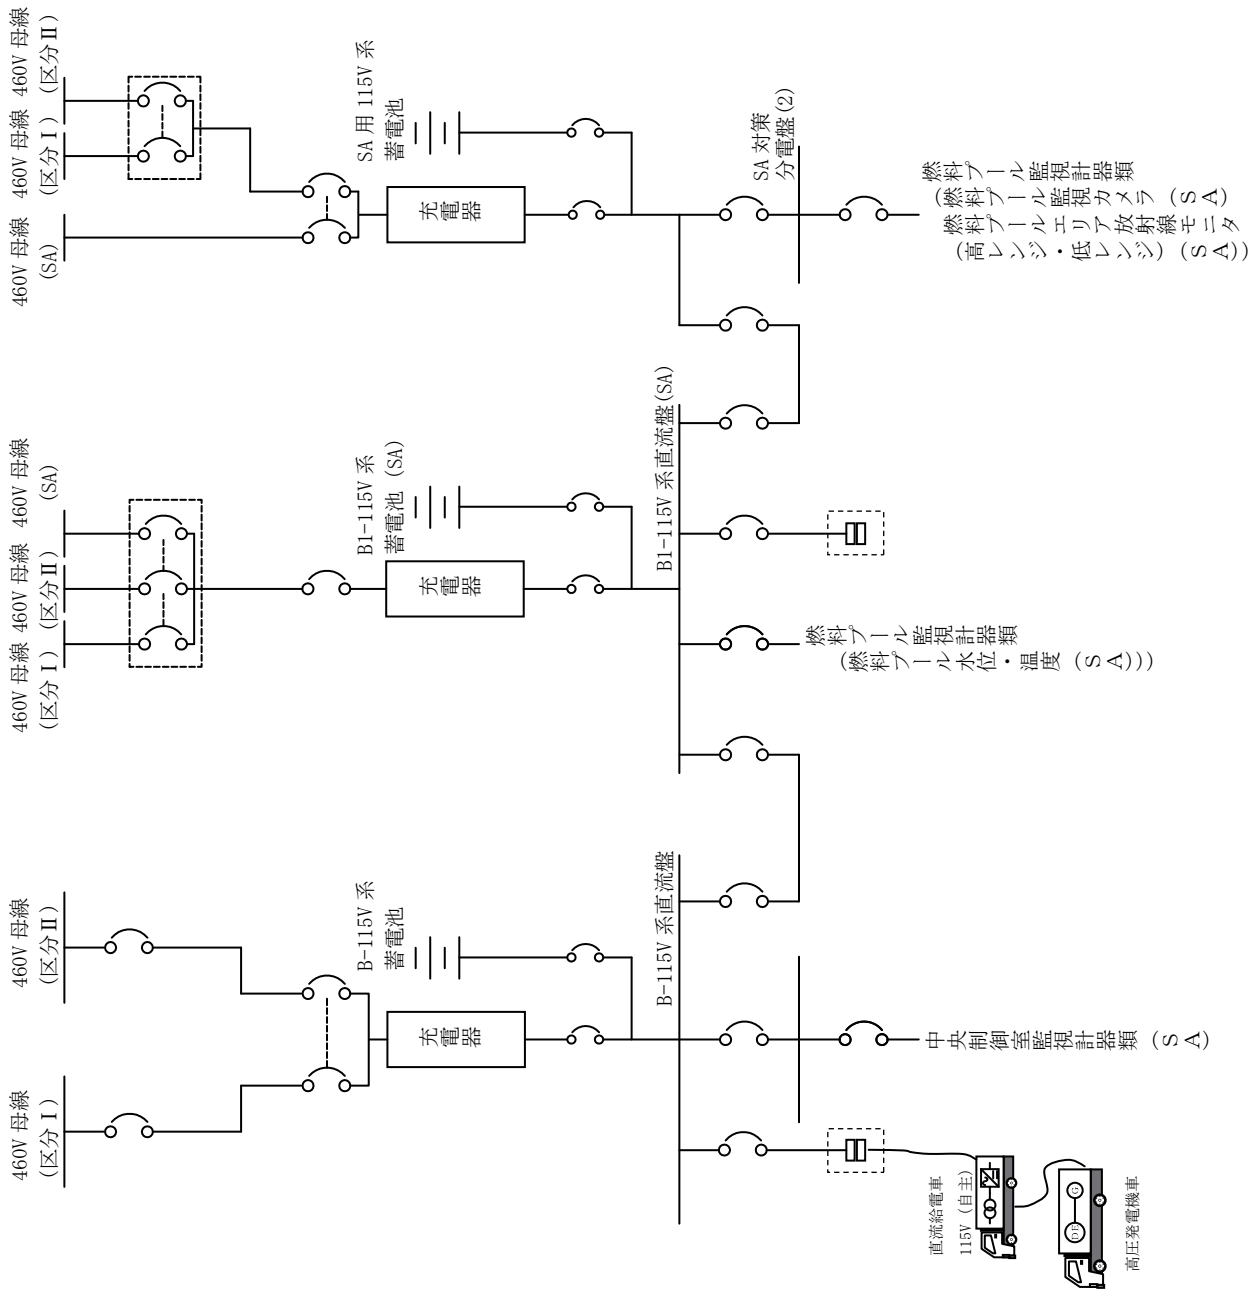 460V 母線
(区分Ⅰ)
460V 母線
(区分Ⅱ)
B-115V 系
蓄電池
充電器
B-115V 系直流盤
中央制御室監視計器類（ＳＡ）
直流給電車
115V（自主）
DE
G
高圧発電機車
460V 母線
(区分Ⅰ)
460V 母線
(区分Ⅱ)
460V 母線
(SA)
B1-115V 系
蓄電池 (SA)
充電器
B1-115V 系直流盤(SA)
燃料プール監視計器類
（燃料プール水位・温度（ＳＡ）））
460V 母線
(SA)
460V 母線
(区分Ⅰ)
460V 母線
(区分Ⅱ)
SA 用 115V 系
蓄電池
充電器
SA 対策
分電盤(2)
燃料プール監視計器類
（燃料プール監視カメラ（ＳＡ）
燃料プールエリア放射線モニタ
（高レンジ・低レンジ）（ＳＡ））